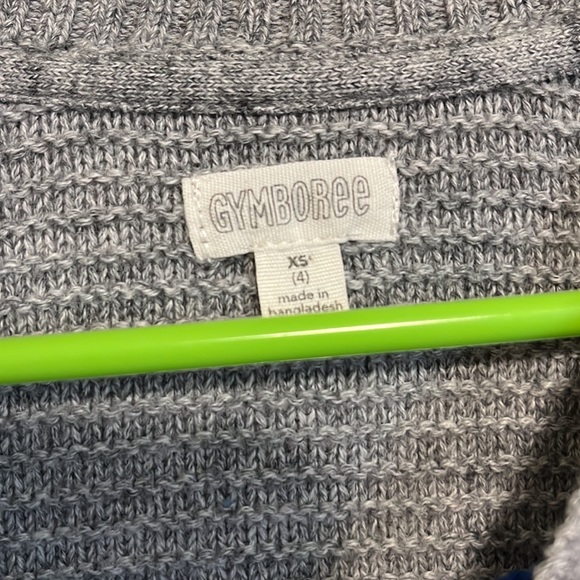 GYMBOREE
XS
(4)
made in
bangladesh